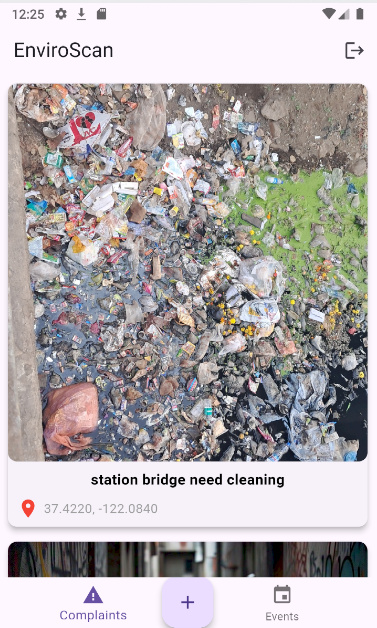 12:25
EnviroScan
station bridge need cleaning
37.4220, -122.0840
Complaints
+
Events